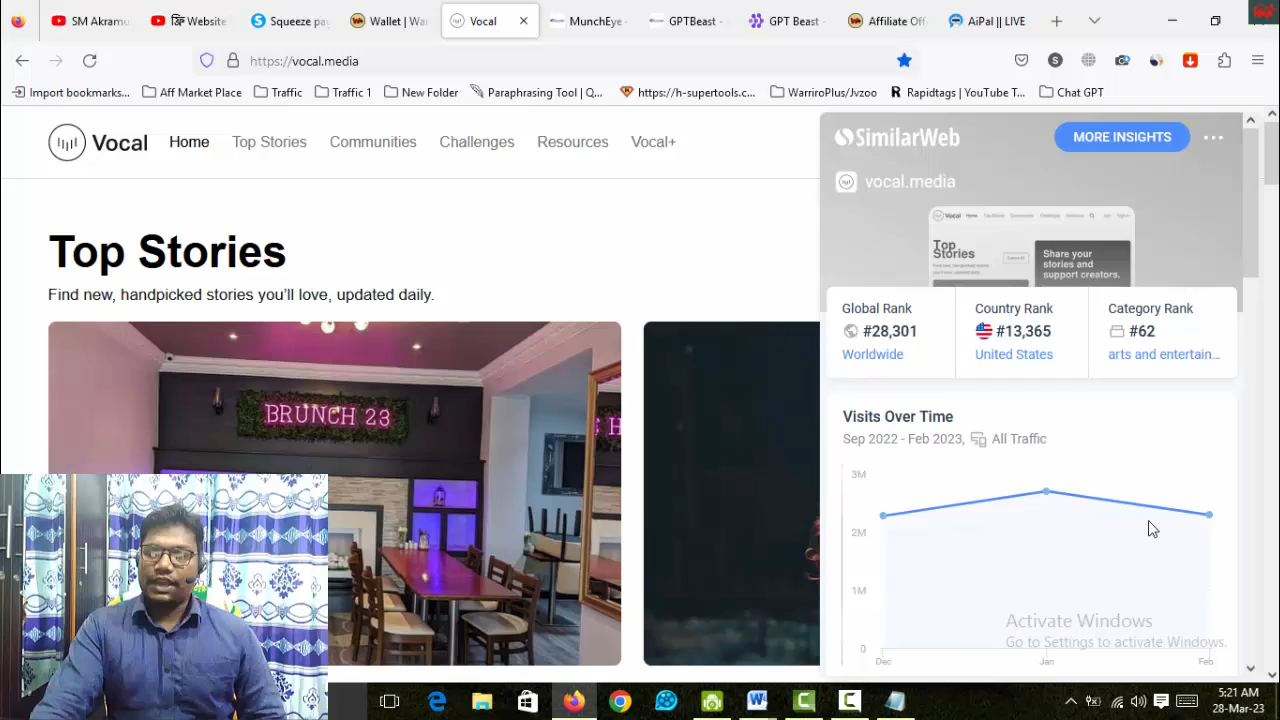 SM Akramu
ফ্রি Website
Squeeze pa
Wallet | Wa
Vocal
MunchEye -
GPTBeast -
GPT Beast -
Affiliate Off
AiPal || LIVE
https://vocal.media
Import bookmarks...
Aff Market Place
Traffic
Traffic 1
New Folder
Paraphrasing Tool | Q...
https://h-supertools.c...
WarriroPlus/Jvzoo
Rapidtags | YouTube T...
Chat GPT
Vocal
Home
Top Stories
Communities
Challenges
Resources
Vocal+
SimilarWeb
MORE INSIGHTS
vocal.media
Top
Stories
Share your
stories and
support creators.
Top Stories
Find new, handpicked stories you'll love, updated daily.
Global Rank
#28,301
Worldwide
Country Rank
#13,365
United States
Category Rank
#62
arts and entertain...
BRUNCH 23
Visits Over Time
Sep 2022 - Feb 2023,
All Traffic
3M
2M
1M
0
Dec
Jan
Feb
Activate Windows
Go to Settings to activate Windows.
5:21 AM
28-Mar-23